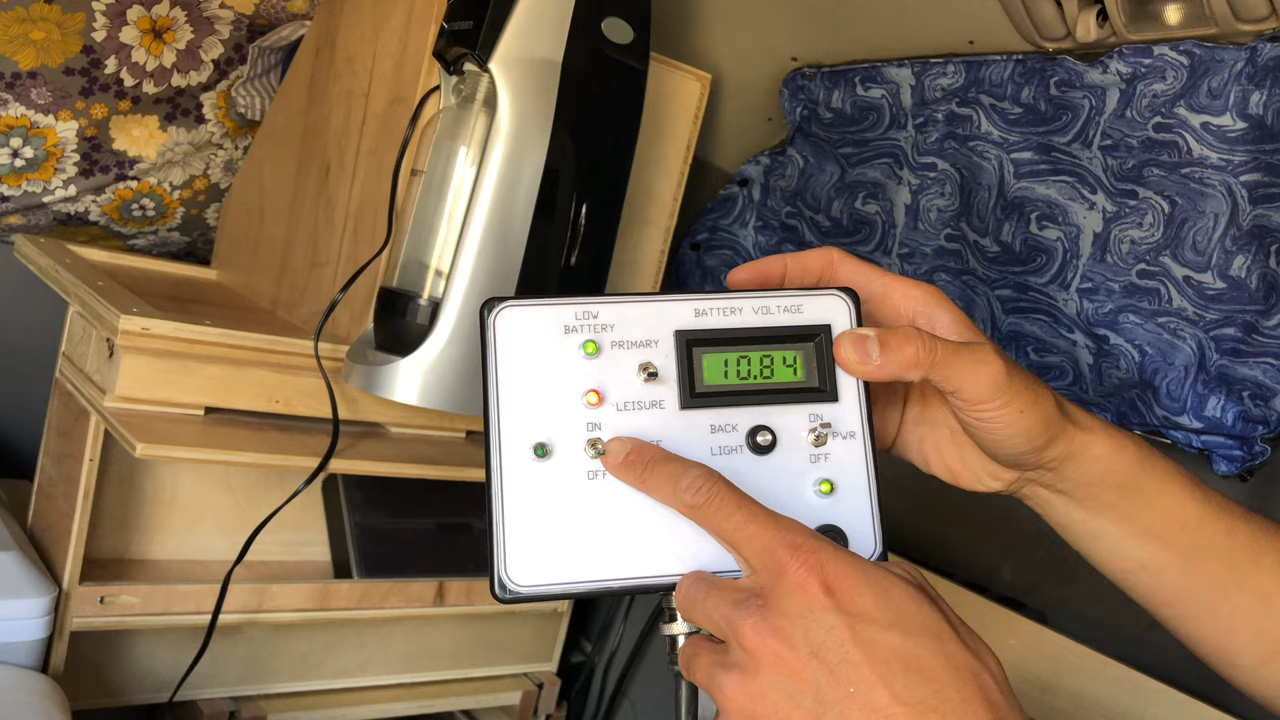 LOW
BATTERY
BATTERY VOLTAGE
PRIMARY
10.84
LEISURE
ON
OFF
BACK
LIGHT
ON
PWR
OFF